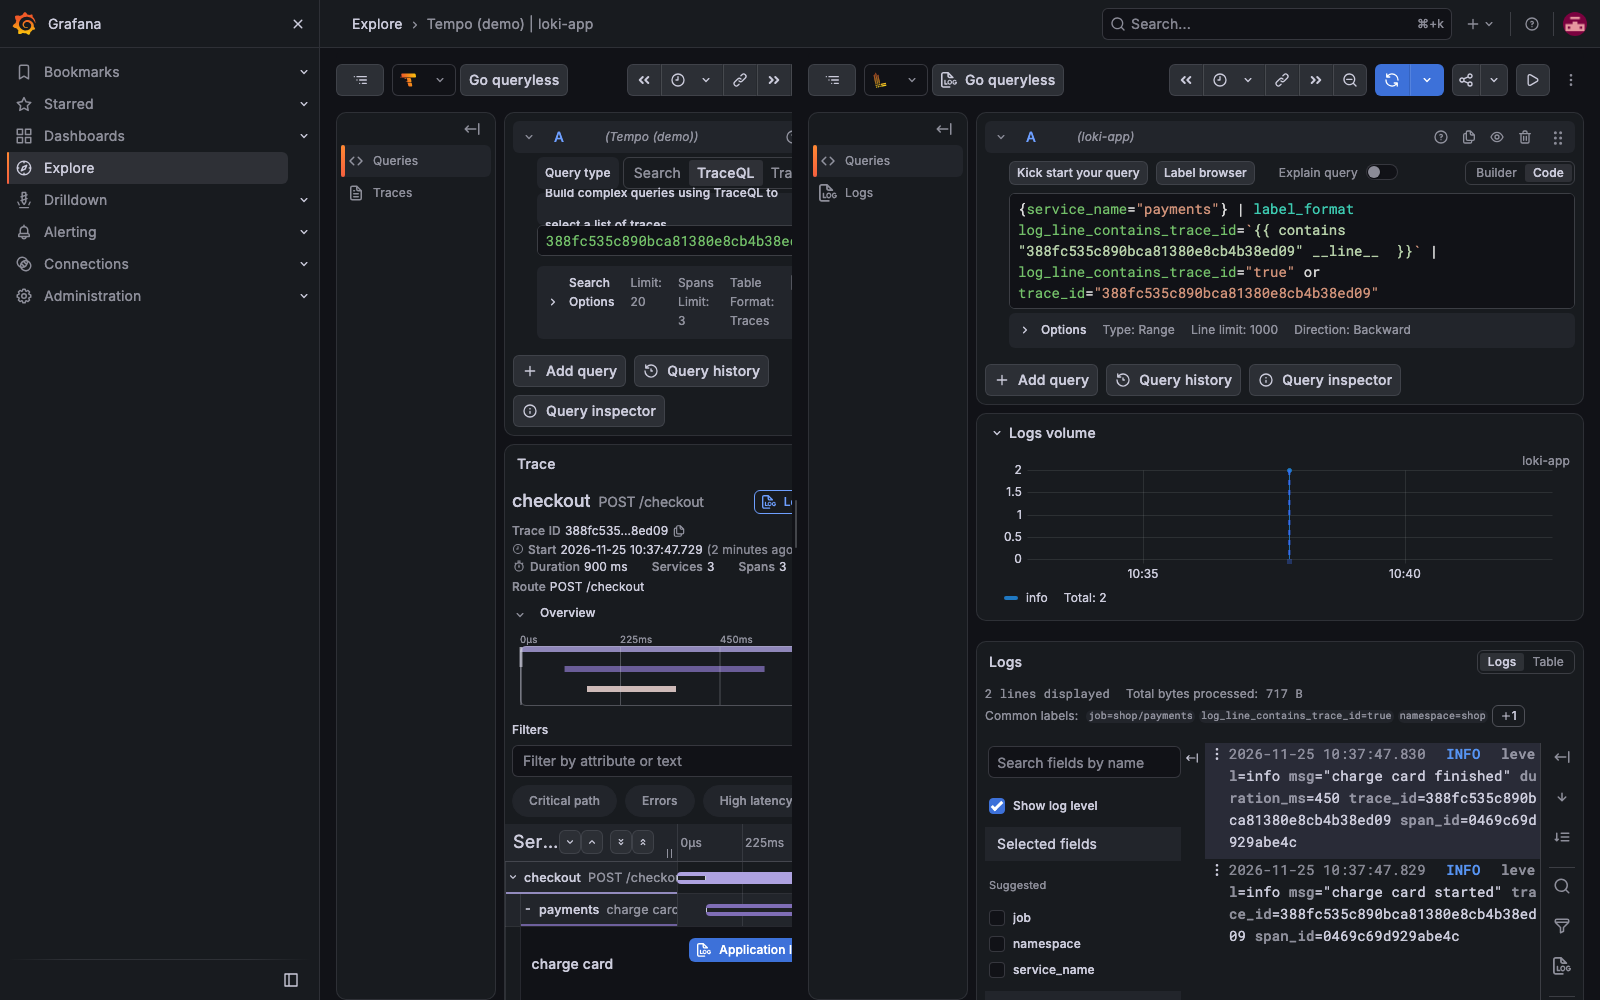 Grafana
Explore › Tempo (demo) | loki-app
Search...
⌘+k
Bookmarks
Starred
Dashboards
Explore
Drilldown
Alerting
Connections
Administration
Go queryless
Queries
Traces
A
(Tempo (demo))
Query type
Search
TraceQL
Build complex queries using TraceQL to
select a list of traces
388fc535c890bca81380e8cb4b38e
Search Options
Limit: 20
Spans Limit: 3
Table Format: Traces
+ Add query
Query history
Query inspector
Trace
checkout POST /checkout
Trace ID 388fc535...8ed09
Start 2026-11-25 10:37:47.729 (2 minutes ago
Duration 900 ms
Services 3
Spans 3
Route POST /checkout
Overview
0μs
225ms
450ms
Filters
Filter by attribute or text
Critical path
Errors
High latency
Ser...
0μs
225ms
checkout POST /checkou
payments charge card
Application
charge card
Go queryless
Queries
Logs
A
(loki-app)
Kick start your query
Label browser
Explain query
Builder
Code
{service_name="payments"} | label_format
log_line_contains_trace_id=`{{ contains
"388fc535c890bca81380e8cb4b38ed09" __line__  }}` |
log_line_contains_trace_id="true" or
trace_id="388fc535c890bca81380e8cb4b38ed09"
Options
Type: Range
Line limit: 1000
Direction: Backward
+ Add query
Query history
Query inspector
Logs volume
loki-app
2
1.5
1
0.5
0
10:35
10:40
info
Total: 2
Logs
Logs
Table
2 lines displayed
Total bytes processed: 717 B
Common labels: job=shop/payments log_line_contains_trace_id=true namespace=shop +1
Search fields by name
Show log level
Selected fields
Suggested
job
namespace
service_name
2026-11-25 10:37:47.830 INFO leve
l=info msg="charge card finished" du
ration_ms=450 trace_id=388fc535c890b
ca81380e8cb4b38ed09 span_id=0469c69d
929abe4c
2026-11-25 10:37:47.829 INFO leve
l=info msg="charge card started" tra
ce_id=388fc535c890bca81380e8cb4b38ed
09 span_id=0469c69d929abe4c
LOG